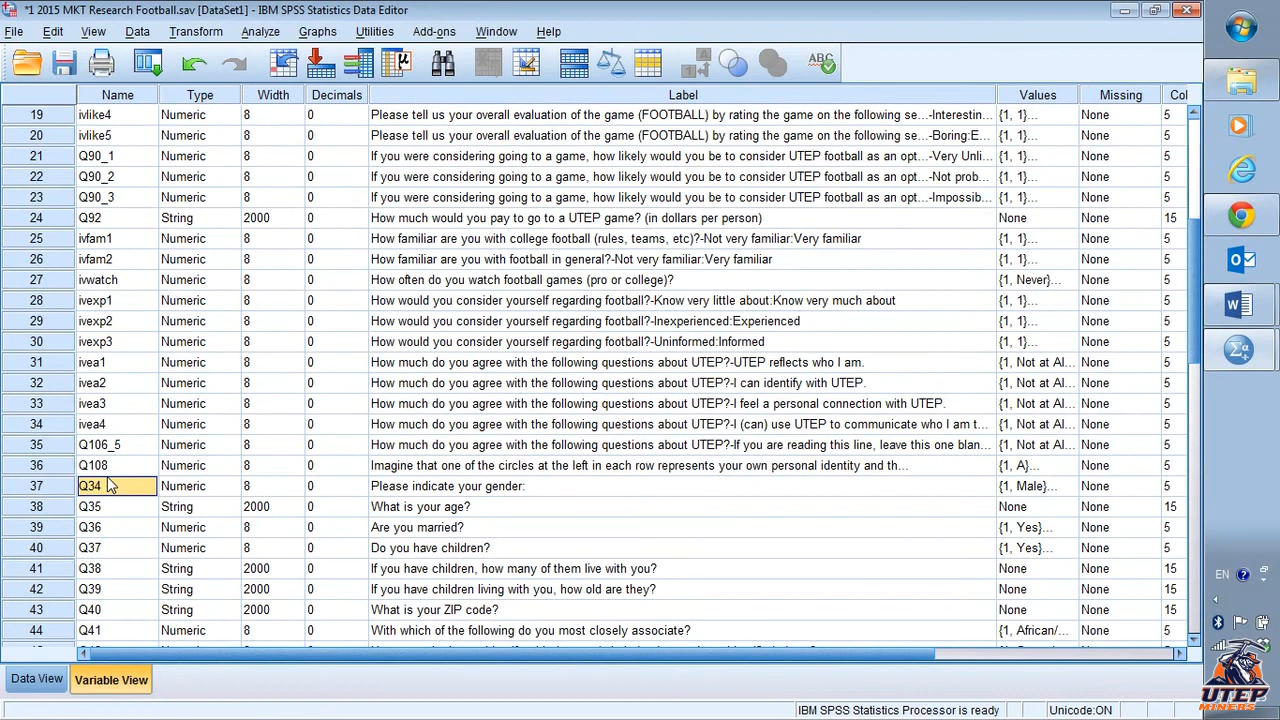 *1 2015 MKT Research Football.sav [DataSet1] - IBM SPSS Statistics Data Editor
File Edit View Data Transform Analyze Graphs Utilities Add-ons Window Help
Name Type Width Decimals Label Values Missing Col
19 ivlike4 Numeric 8 0 Please tell us your overall evaluation of the game (FOOTBALL) by rating the game on the following se...-Interestin... {1, 1}... None 5
20 ivlike5 Numeric 8 0 Please tell us your overall evaluation of the game (FOOTBALL) by rating the game on the following se...-Boring:E... {1, 1}... None 5
21 Q90_1 Numeric 8 0 If you were considering going to a game, how likely would you be to consider UTEP football as an opt...-Very Unli... {1, 1}... None 5
22 Q90_2 Numeric 8 0 If you were considering going to a game, how likely would you be to consider UTEP football as an opt...-Not prob... {1, 1}... None 5
23 Q90_3 Numeric 8 0 If you were considering going to a game, how likely would you be to consider UTEP football as an opt...-Impossib... {1, 1}... None 5
24 Q92 String 2000 0 How much would you pay to go to a UTEP game? (in dollars per person) None None 15
25 ivfam1 Numeric 8 0 How familiar are you with college football (rules, teams, etc)?-Not very familiar:Very familiar {1, 1}... None 5
26 ivfam2 Numeric 8 0 How familiar are you with football in general?-Not very familiar:Very familiar {1, 1}... None 5
27 ivwatch Numeric 8 0 How often do you watch football games (pro or college)? {1, Never}... None 5
28 ivexp1 Numeric 8 0 How would you consider yourself regarding football?-Know very little about:Know very much about {1, 1}... None 5
29 ivexp2 Numeric 8 0 How would you consider yourself regarding football?-Inexperienced:Experienced {1, 1}... None 5
30 ivexp3 Numeric 8 0 How would you consider yourself regarding football?-Uninformed:Informed {1, 1}... None 5
31 ivea1 Numeric 8 0 How much do you agree with the following questions about UTEP?-UTEP reflects who I am. {1, Not at Al... None 5
32 ivea2 Numeric 8 0 How much do you agree with the following questions about UTEP?-I can identify with UTEP. {1, Not at Al... None 5
33 ivea3 Numeric 8 0 How much do you agree with the following questions about UTEP?-I feel a personal connection with UTEP. {1, Not at Al... None 5
34 ivea4 Numeric 8 0 How much do you agree with the following questions about UTEP?-I (can) use UTEP to communicate who I am t... {1, Not at Al... None 5
35 Q106_5 Numeric 8 0 How much do you agree with the following questions about UTEP?-If you are reading this line, leave this one blan... {1, Not at Al... None 5
36 Q108 Numeric 8 0 Imagine that one of the circles at the left in each row represents your own personal identity and th... {1, A}... None 5
37 Q34 Numeric 8 0 Please indicate your gender: {1, Male}... None 5
38 Q35 String 2000 0 What is your age? None None 15
39 Q36 Numeric 8 0 Are you married? {1, Yes}... None 5
40 Q37 Numeric 8 0 Do you have children? {1, Yes}... None 5
41 Q38 String 2000 0 If you have children, how many of them live with you? None None 15
42 Q39 String 2000 0 If you have children living with you, how old are they? None None 15
43 Q40 String 2000 0 What is your ZIP code? None None 15
44 Q41 Numeric 8 0 With which of the following do you most closely associate? {1, African/... None 5
Data View Variable View
IBM SPSS Statistics Processor is ready Unicode:ON
EN
UTEP
MINERS